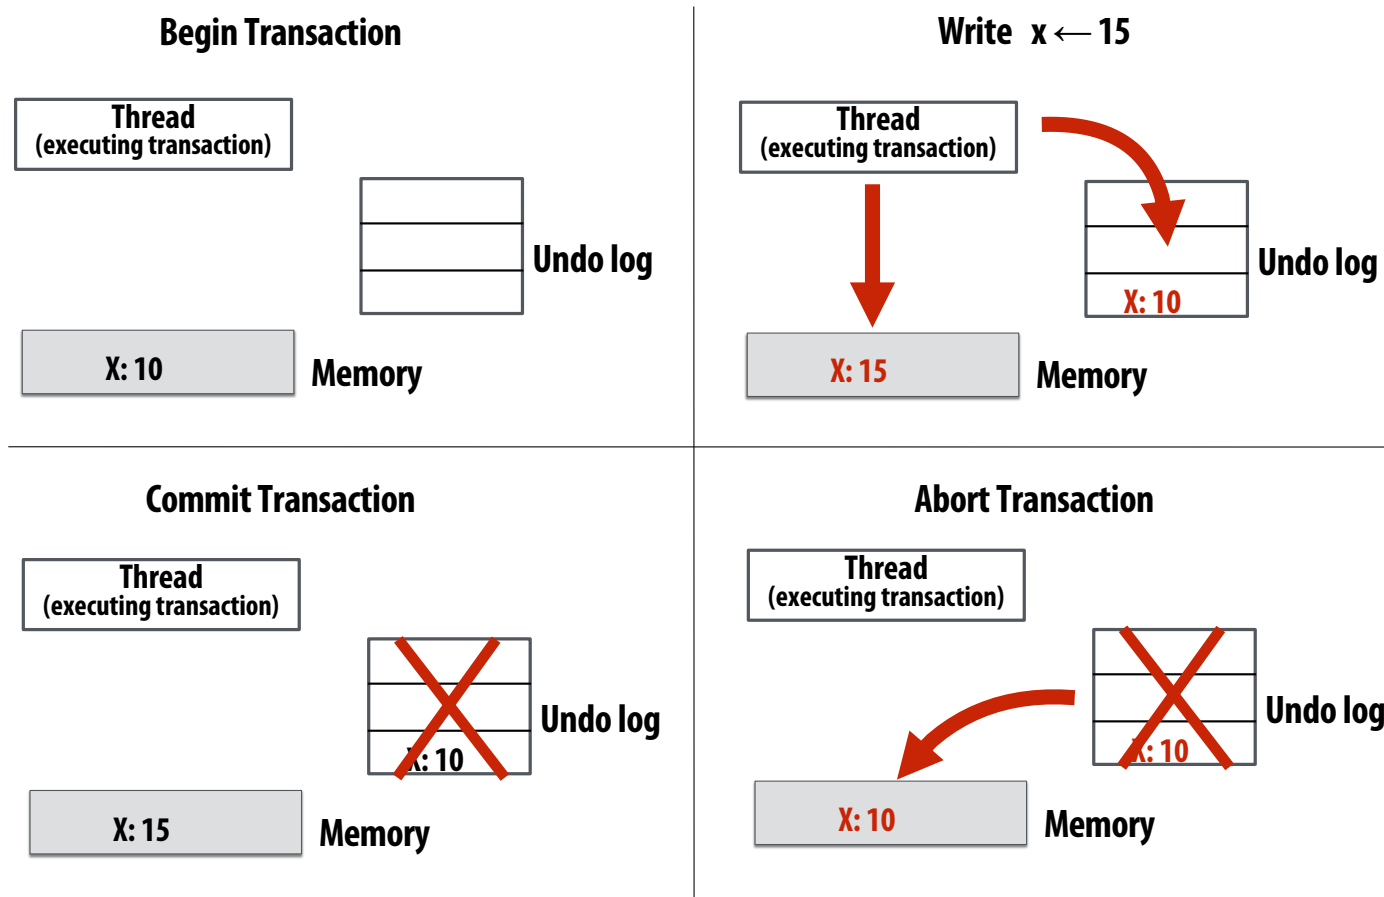 Begin Transaction
Thread
(executing transaction)
Undo log
X: 10
Memory
Write x ← 15
Thread
(executing transaction)
Undo log
X: 10
X: 15
Memory
Commit Transaction
Thread
(executing transaction)
Undo log
X: 10
X: 15
Memory
Abort Transaction
Thread
(executing transaction)
Undo log
X: 10
X: 10
Memory